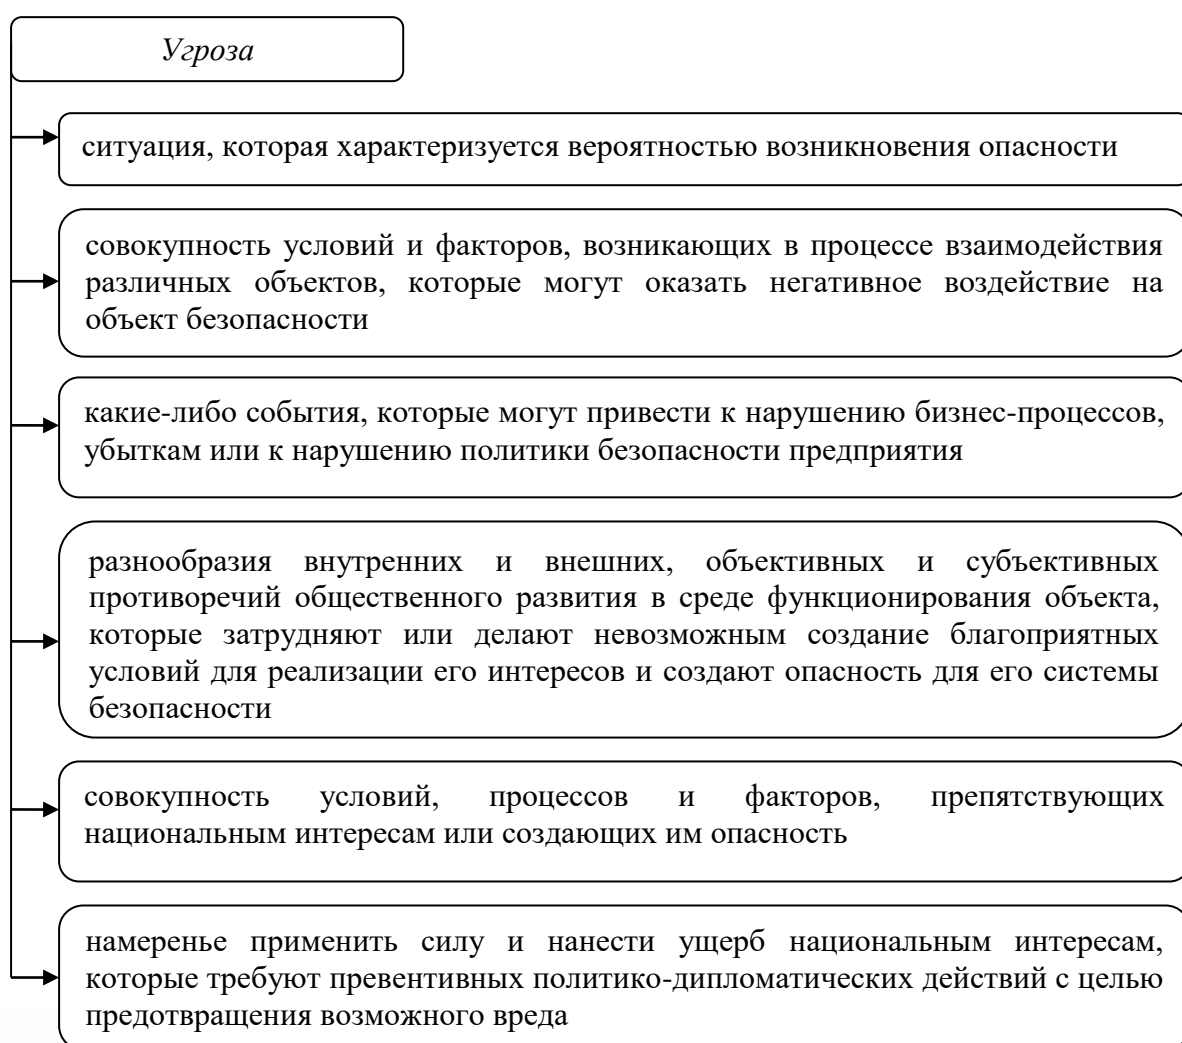 Угроза
ситуация, которая характеризуется вероятностью возникновения опасности
совокупность условий и факторов, возникающих в процессе взаимодействия
различных объектов, которые могут оказать негативное воздействие на
объект безопасности
какие-либо события, которые могут привести к нарушению бизнес-процессов,
убыткам или к нарушению политики безопасности предприятия
разнообразия внутренних и внешних, объективных и субъективных
противоречий общественного развития в среде функционирования объекта,
которые затрудняют или делают невозможным создание благоприятных
условий для реализации его интересов и создают опасность для его системы
безопасности
совокупность условий, процессов и факторов, препятствующих
национальным интересам или создающих им опасность
намеренье применить силу и нанести ущерб национальным интересам,
которые требуют превентивных политико-дипломатических действий с целью
предотвращения возможного вреда